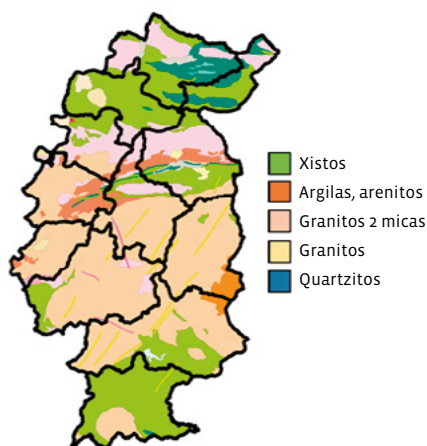 Xistos
Argilas, arenitos
Granitos 2 micas
Granitos
Quartzitos